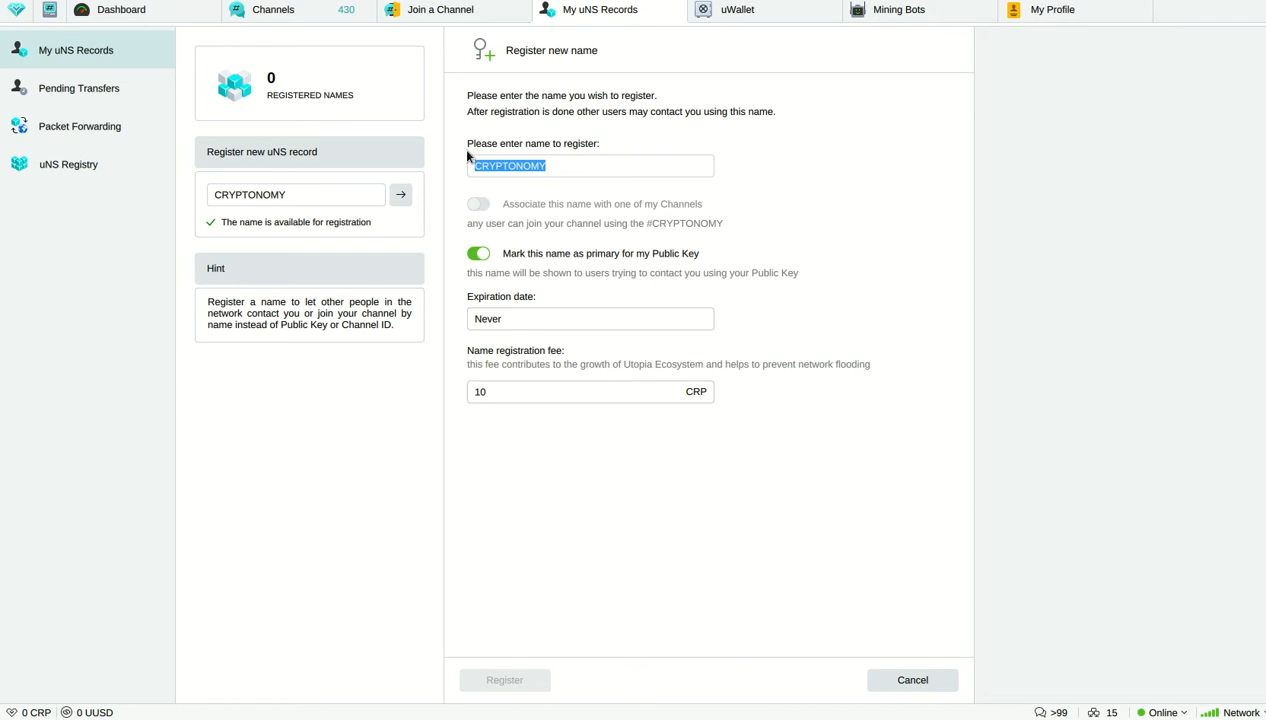 Dashboard
Channels 430
Join a Channel
My uNS Records
uWallet
Mining Bots
My Profile
My uNS Records
Pending Transfers
Packet Forwarding
uNS Registry
0
REGISTERED NAMES
Register new uNS record
CRYPTONOMY
The name is available for registration
Hint
Register a name to let other people in the
network contact you or join your channel by
name instead of Public Key or Channel ID.
Register new name
Please enter the name you wish to register.
After registration is done other users may contact you using this name.
Please enter name to register:
CRYPTONOMY
Associate this name with one of my Channels
any user can join your channel using the #CRYPTONOMY
Mark this name as primary for my Public Key
this name will be shown to users trying to contact you using your Public Key
Expiration date:
Never
Name registration fee:
this fee contributes to the growth of Utopia Ecosystem and helps to prevent network flooding
10 CRP
Register
Cancel
0 CRP
0 UUSD
>99
15
Online
Network